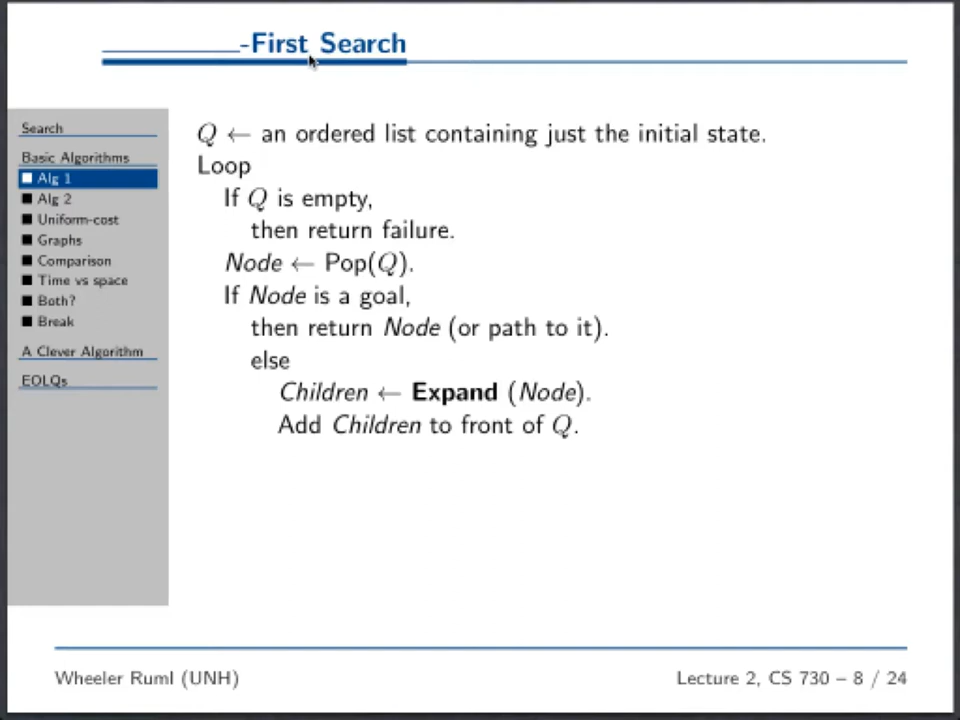 _________-First Search
Search
Basic Algorithms
■ Alg 1
■ Alg 2
■ Uniform-cost
■ Graphs
■ Comparison
■ Time vs space
■ Both?
■ Break
A Clever Algorithm
EOLQs
Q ← an ordered list containing just the initial state.
Loop
If Q is empty,
then return failure.
Node ← Pop(Q).
If Node is a goal,
then return Node (or path to it).
else
Children ← Expand (Node).
Add Children to front of Q.
Wheeler Ruml (UNH)
Lecture 2, CS 730 – 8 / 24